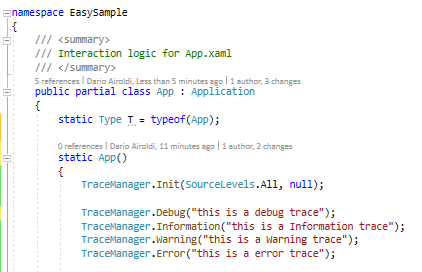 namespace EasySample
{
/// <summary>
/// Interaction logic for App.xaml
/// </summary>
5 references | Dario Airoldi, Less than 5 minutes ago | 1 author, 3 changes
public partial class App : Application
{
static Type T = typeof(App);
0 references | Dario Airoldi, 11 minutes ago | 1 author, 2 changes
static App()
{
TraceManager.Init(SourceLevels.All, null);
TraceManager.Debug("this is a debug trace");
TraceManager.Information("this is a Information trace");
TraceManager.Warning("this is a Warning trace");
TraceManager.Error("this is a error trace");